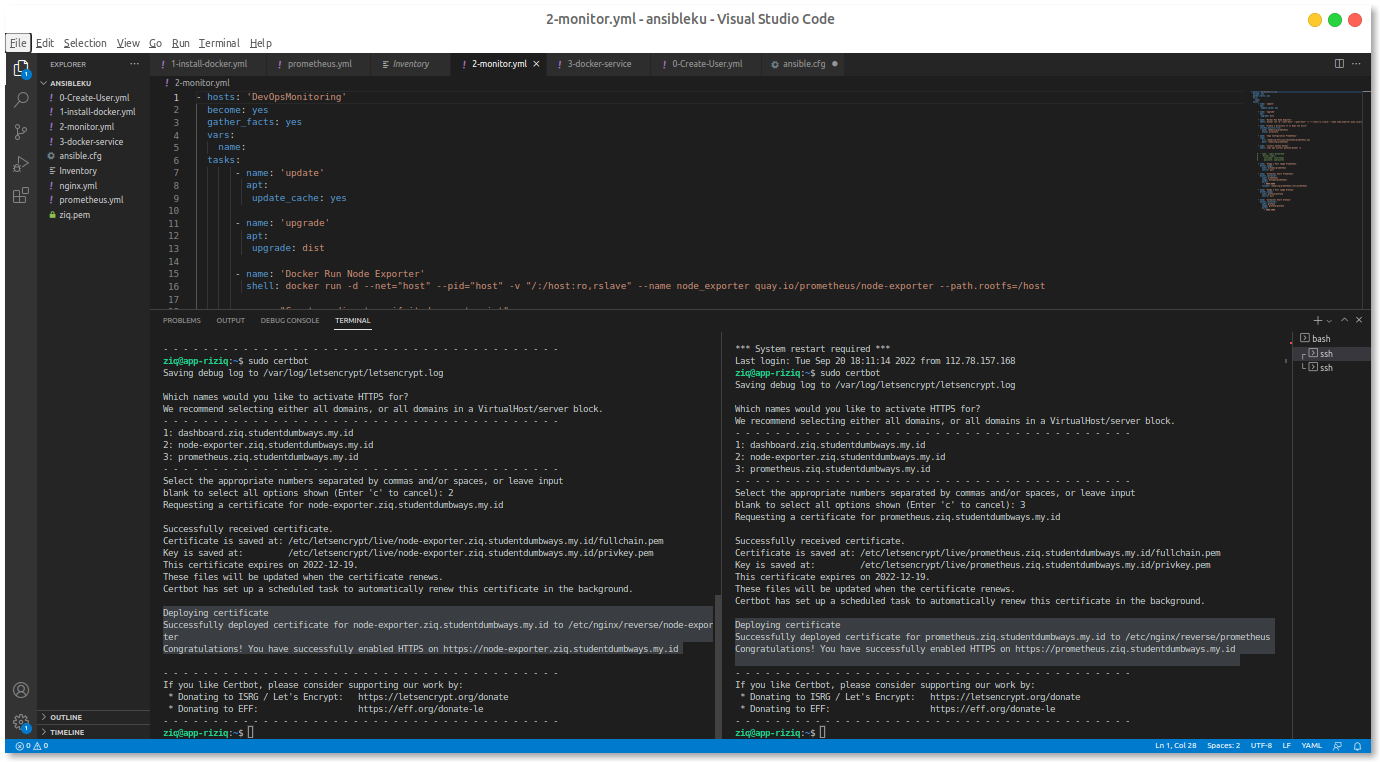 2-monitor.yml - ansibleku - Visual Studio Code
File Edit Selection View Go Run Terminal Help
EXPLORER ···
1-install-docker.yml
prometheus.yml
Inventory
2-monitor.yml
3-docker-service
0-Create-User.yml
ansible.cfg
ANSIBLEKU
0-Create-User.yml
1-install-docker.yml
2-monitor.yml
3-docker-service
ansible.cfg
Inventory
nginx.yml
prometheus.yml
ziq.pem
OUTLINE
TIMELINE
! 2-monitor.yml
1 - hosts: 'DevOpsMonitoring'
2 become: yes
3 gather_facts: yes
4 vars:
5 name:
6 tasks:
7 - name: 'update'
8 apt:
9 update_cache: yes
10
11 - name: 'upgrade'
12 apt:
13 upgrade: dist
14
15 - name: 'Docker Run Node Exporter'
16 shell: docker run -d --net="host" --pid="host" -v "/:/host:ro,rslave" --name node_exporter quay.io/prometheus/node-exporter --path.rootfs=/host
17
PROBLEMS OUTPUT DEBUG CONSOLE TERMINAL
- - - - - - - - - - - - - - - - - - - - - - - - - - - - - - - - - - - - - - - -
ziq@app-riziq:~$ sudo certbot
Saving debug log to /var/log/letsencrypt/letsencrypt.log
Which names would you like to activate HTTPS for?
We recommend selecting either all domains, or all domains in a VirtualHost/server block.
- - - - - - - - - - - - - - - - - - - - - - - - - - - - - - - - - - - - - - - -
1: dashboard.ziq.studentdumbways.my.id
2: node-exporter.ziq.studentdumbways.my.id
3: prometheus.ziq.studentdumbways.my.id
- - - - - - - - - - - - - - - - - - - - - - - - - - - - - - - - - - - - - - - -
Select the appropriate numbers separated by commas and/or spaces, or leave input
blank to select all options shown (Enter 'c' to cancel): 2
Requesting a certificate for node-exporter.ziq.studentdumbways.my.id
Successfully received certificate.
Certificate is saved at: /etc/letsencrypt/live/node-exporter.ziq.studentdumbways.my.id/fullchain.pem
Key is saved at: /etc/letsencrypt/live/node-exporter.ziq.studentdumbways.my.id/privkey.pem
This certificate expires on 2022-12-19.
These files will be updated when the certificate renews.
Certbot has set up a scheduled task to automatically renew this certificate in the background.
Deploying certificate
Successfully deployed certificate for node-exporter.ziq.studentdumbways.my.id to /etc/nginx/reverse/node-expor
ter
Congratulations! You have successfully enabled HTTPS on https://node-exporter.ziq.studentdumbways.my.id
- - - - - - - - - - - - - - - - - - - - - - - - - - - - - - - - - - - - - - - -
If you like Certbot, please consider supporting our work by:
* Donating to ISRG / Let's Encrypt: https://letsencrypt.org/donate
* Donating to EFF: https://eff.org/donate-le
- - - - - - - - - - - - - - - - - - - - - - - - - - - - - - - - - - - - - - - -
ziq@app-riziq:~$
*** System restart required ***
Last login: Tue Sep 20 18:11:14 2022 from 112.78.157.168
ziq@app-riziq:~$ sudo certbot
Saving debug log to /var/log/letsencrypt/letsencrypt.log
Which names would you like to activate HTTPS for?
We recommend selecting either all domains, or all domains in a VirtualHost/server block.
- - - - - - - - - - - - - - - - - - - - - - - - - - - - - - - - - - - - - - - -
1: dashboard.ziq.studentdumbways.my.id
2: node-exporter.ziq.studentdumbways.my.id
3: prometheus.ziq.studentdumbways.my.id
- - - - - - - - - - - - - - - - - - - - - - - - - - - - - - - - - - - - - - - -
Select the appropriate numbers separated by commas and/or spaces, or leave input
blank to select all options shown (Enter 'c' to cancel): 3
Requesting a certificate for prometheus.ziq.studentdumbways.my.id
Successfully received certificate.
Certificate is saved at: /etc/letsencrypt/live/prometheus.ziq.studentdumbways.my.id/fullchain.pem
Key is saved at: /etc/letsencrypt/live/prometheus.ziq.studentdumbways.my.id/privkey.pem
This certificate expires on 2022-12-19.
These files will be updated when the certificate renews.
Certbot has set up a scheduled task to automatically renew this certificate in the background.
Deploying certificate
Successfully deployed certificate for prometheus.ziq.studentdumbways.my.id to /etc/nginx/reverse/prometheus
Congratulations! You have successfully enabled HTTPS on https://prometheus.ziq.studentdumbways.my.id
- - - - - - - - - - - - - - - - - - - - - - - - - - - - - - - - - - - - - - - -
If you like Certbot, please consider supporting our work by:
* Donating to ISRG / Let's Encrypt: https://letsencrypt.org/donate
* Donating to EFF: https://eff.org/donate-le
- - - - - - - - - - - - - - - - - - - - - - - - - - - - - - - - - - - - - - - -
ziq@app-riziq:~$
bash
ssh
ssh
0 0 Ln 1, Col 28 Spaces: 2 UTF-8 LF YAML